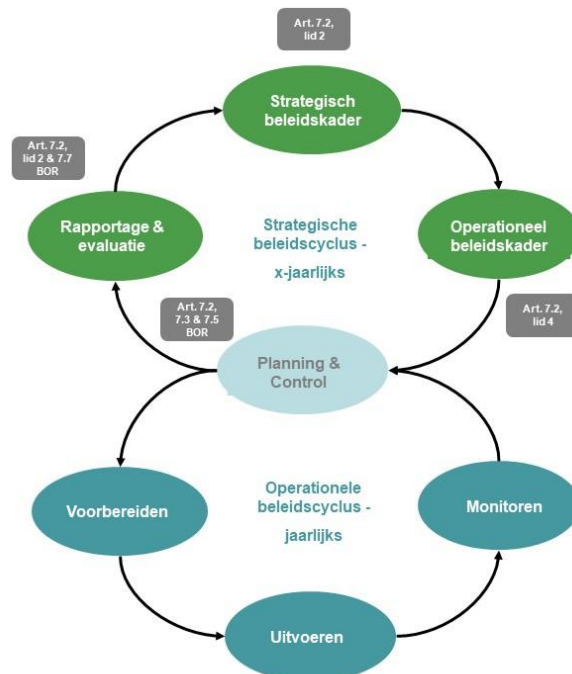 Art. 7.2,
lid 2
Strategisch
beleidskader
Art. 7.2,
lid 2 & 7.7
BOR
Rapportage &
evaluatie
Strategische
beleidscyclus -
x-jaarlijks
Operationeel
beleidskader
Art. 7.2,
7.3 & 7.5
BOR
Art. 7.2,
lid 4
Planning &
Control
Voorbereiden
Operationele
beleidscyclus -
jaarlijks
Monitoren
Uitvoeren